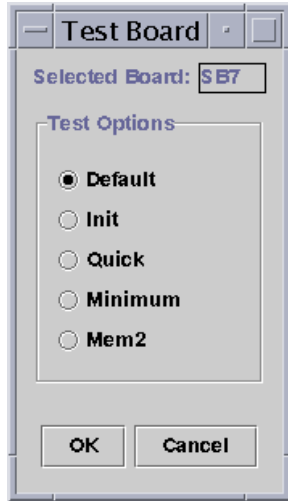 Test Board
Selected Board: SB7
Test Options
Default
Init
Quick
Minimum
Mem2
OK Cancel